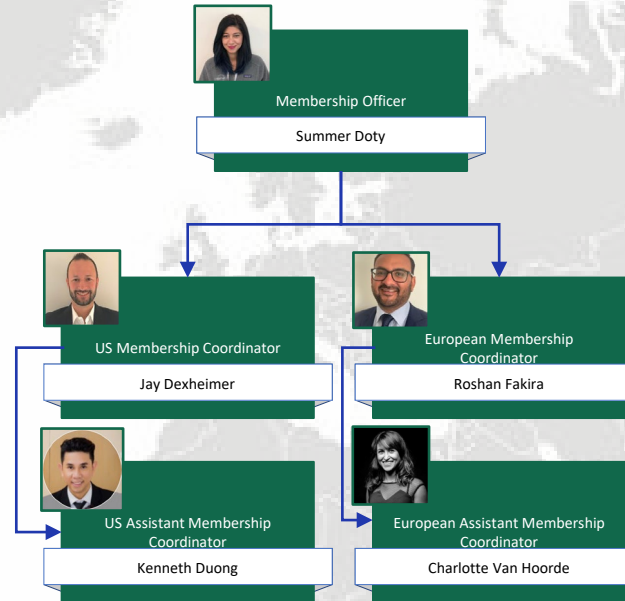 Membership Officer
Summer Doty
US Membership Coordinator
Jay Dexheimer
European Membership
Coordinator
Roshan Fakira
US Assistant Membership
Coordinator
Kenneth Duong
European Assistant Membership
Coordinator
Charlotte Van Hoorde